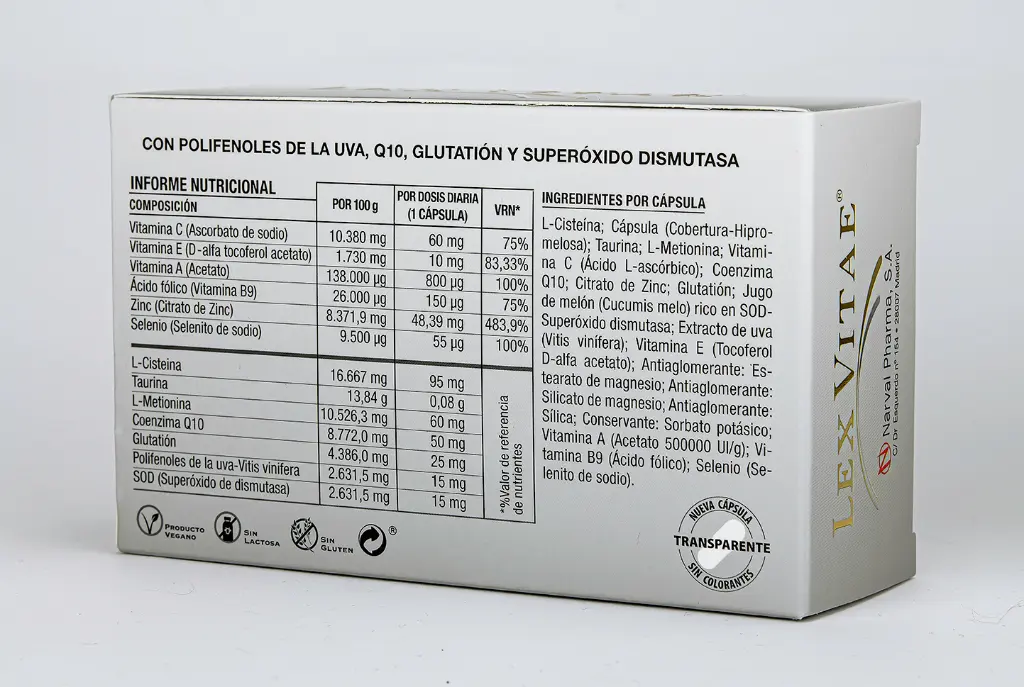 CON POLIFENOLES DE LA UVA, Q10, GLUTATIÓN Y SUPERÓXIDO DISMUTASA
INFORME NUTRICIONAL
COMPOSICIÓN POR 100 g POR DOSIS DIARIA (1 CÁPSULA) VRN*
Vitamina C (Ascorbato de sodio) 10.380 mg 60 mg 75%
Vitamina E (D-alfa tocoferol acetato) 1.730 mg 10 mg 83,33%
Vitamina A (Acetato) 138.000 µg 800 µg 100%
Ácido fólico (Vitamina B9) 26.000 µg 150 µg 75%
Zinc (Citrato de Zinc) 8.371,9 mg 48,39 mg 483,9%
Selenio (Selenito de sodio) 9.500 µg 55 µg 100%
L-Cisteina 16.667 mg 95 mg
Taurina 13,84 g 0,08 g
L-Metionina 10.526,3 mg 60 mg
Coenzima Q10 8.772,0 mg 50 mg
Glutatión 4.386,0 mg 25 mg
Polifenoles de la uva-Vitis vinifera 2.631,5 mg 15 mg
SOD (Superóxido de dismutasa) 2.631,5 mg 15 mg
*%Valor de referencia
de nutrientes
INGREDIENTES POR CÁPSULA
L-Cisteína; Cápsula (Cobertura-Hipro-
melosa); Taurina; L-Metionina; Vitami-
na C (Ácido L-ascórbico); Coenzima
Q10; Citrato de Zinc; Glutatión; Jugo
de melón (Cucumis melo) rico en SOD-
Superóxido dismutasa; Extracto de uva
(Vitis vinífera); Vitamina E (Tocoferol
D-alfa acetato); Antiaglomerante: Es-
tearato de magnesio; Antiaglomerante:
Silicato de magnesio; Antiaglomerante:
Sílica; Conservante: Sorbato potásico;
Vitamina A (Acetato 500000 UI/g); Vi-
tamina B9 (Ácido fólico); Selenio (Se-
lenito de sodio).
PRODUCTO
VEGANO
SIN
LACTOSA
SIN
GLUTEN
®
NUEVA CÁPSULA
TRANSPARENTE
SIN COLORANTES
LEX VITAE®
Narval Pharma, S.A.
C/ Dr Esquerdo nº 154 • 28007 Madrid